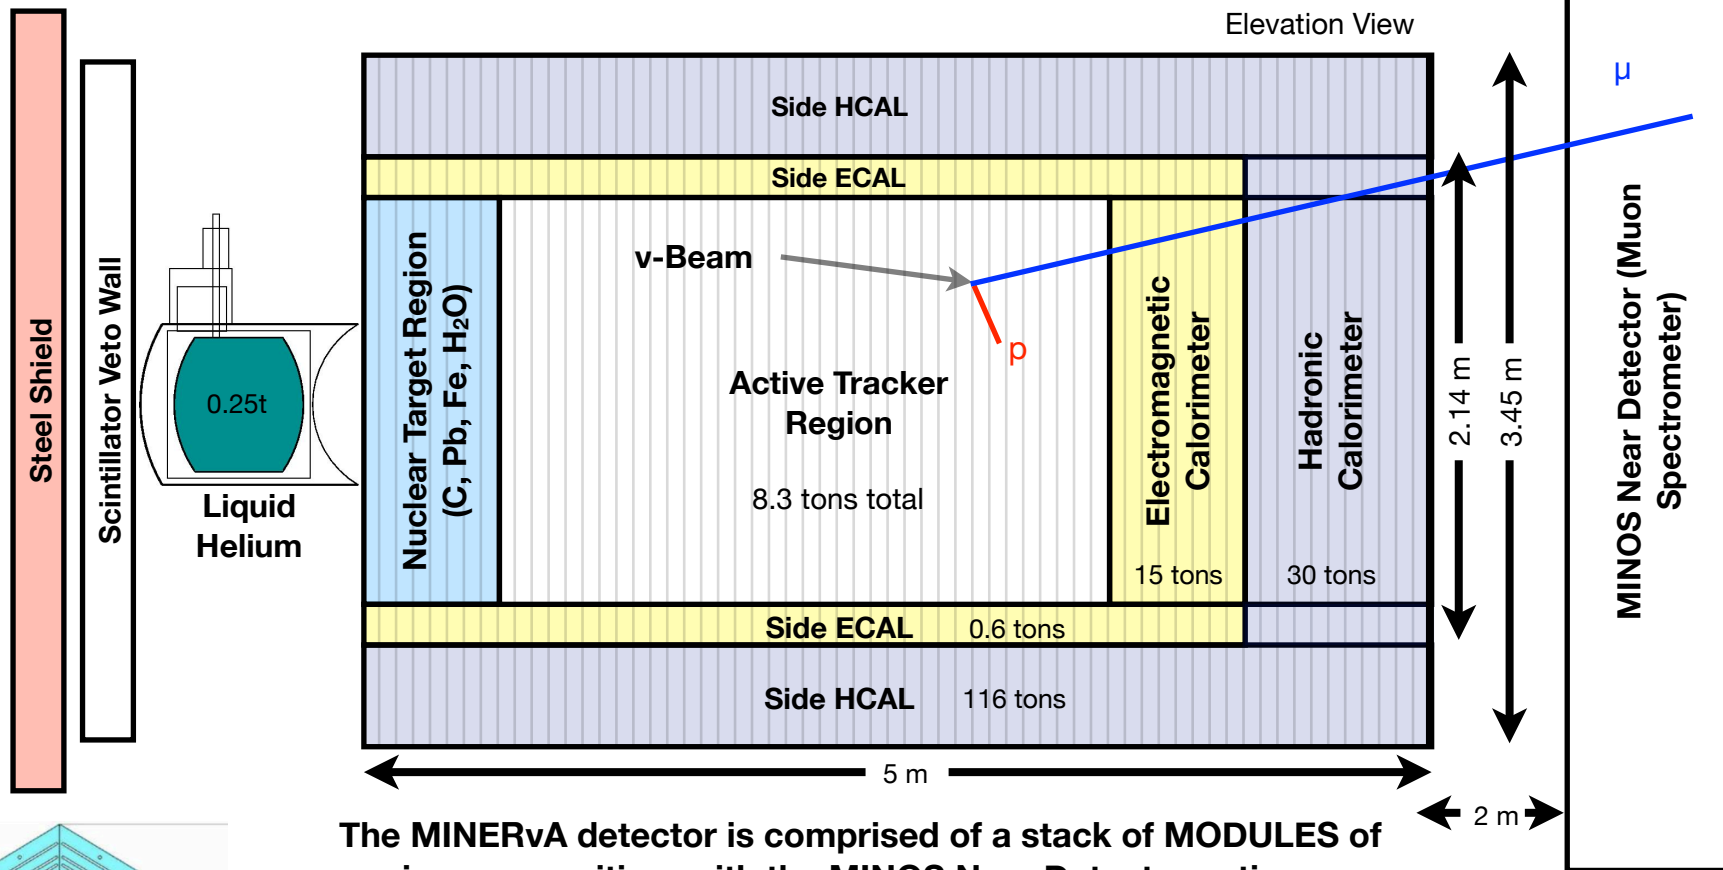 Elevation View
Steel Shield
Scintillator Veto Wall
0.25t
Liquid
Helium
Side HCAL
Side ECAL
Nuclear Target Region
(C, Pb, Fe, H₂O)
ν-Beam
μ
p
Active Tracker
Region
8.3 tons total
Electromagnetic
Calorimeter
15 tons
Hadronic
Calorimeter
30 tons
Side ECAL 0.6 tons
Side HCAL 116 tons
2.14 m
3.45 m
5 m
2 m
MINOS Near Detector (Muon
Spectrometer)
The MINERνA detector is comprised of a stack of MODULES of